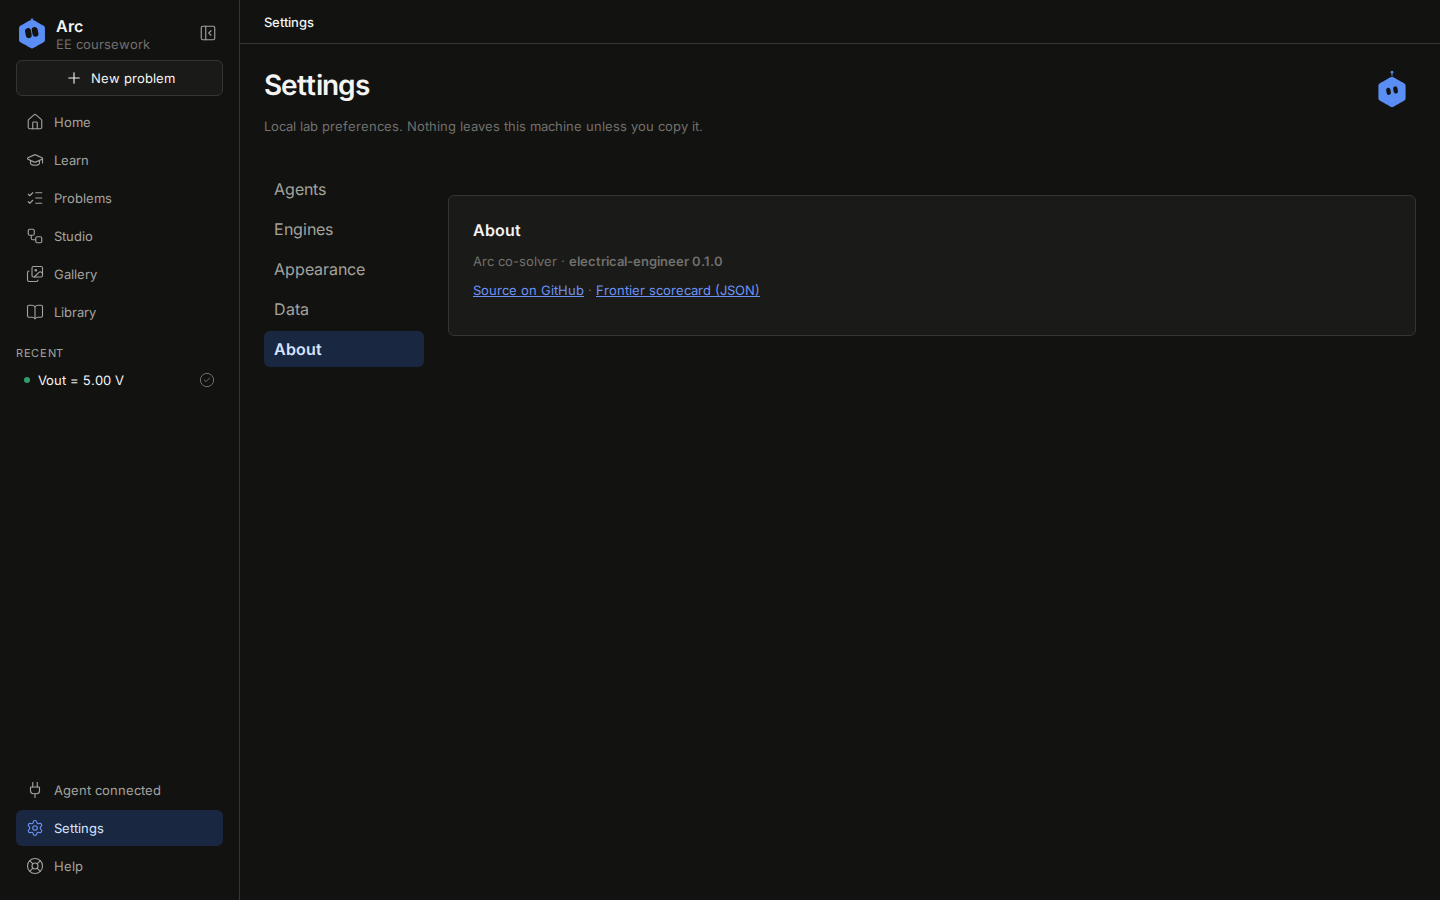 Arc
EE coursework
New problem
Home
Learn
Problems
Studio
Gallery
Library
RECENT
Vout = 5.00 V
Agent connected
Settings
Help
Settings
Settings
Local lab preferences. Nothing leaves this machine unless you copy it.
Agents
Engines
Appearance
Data
About
About
Arc co-solver · electrical-engineer 0.1.0
Source on GitHub · Frontier scorecard (JSON)